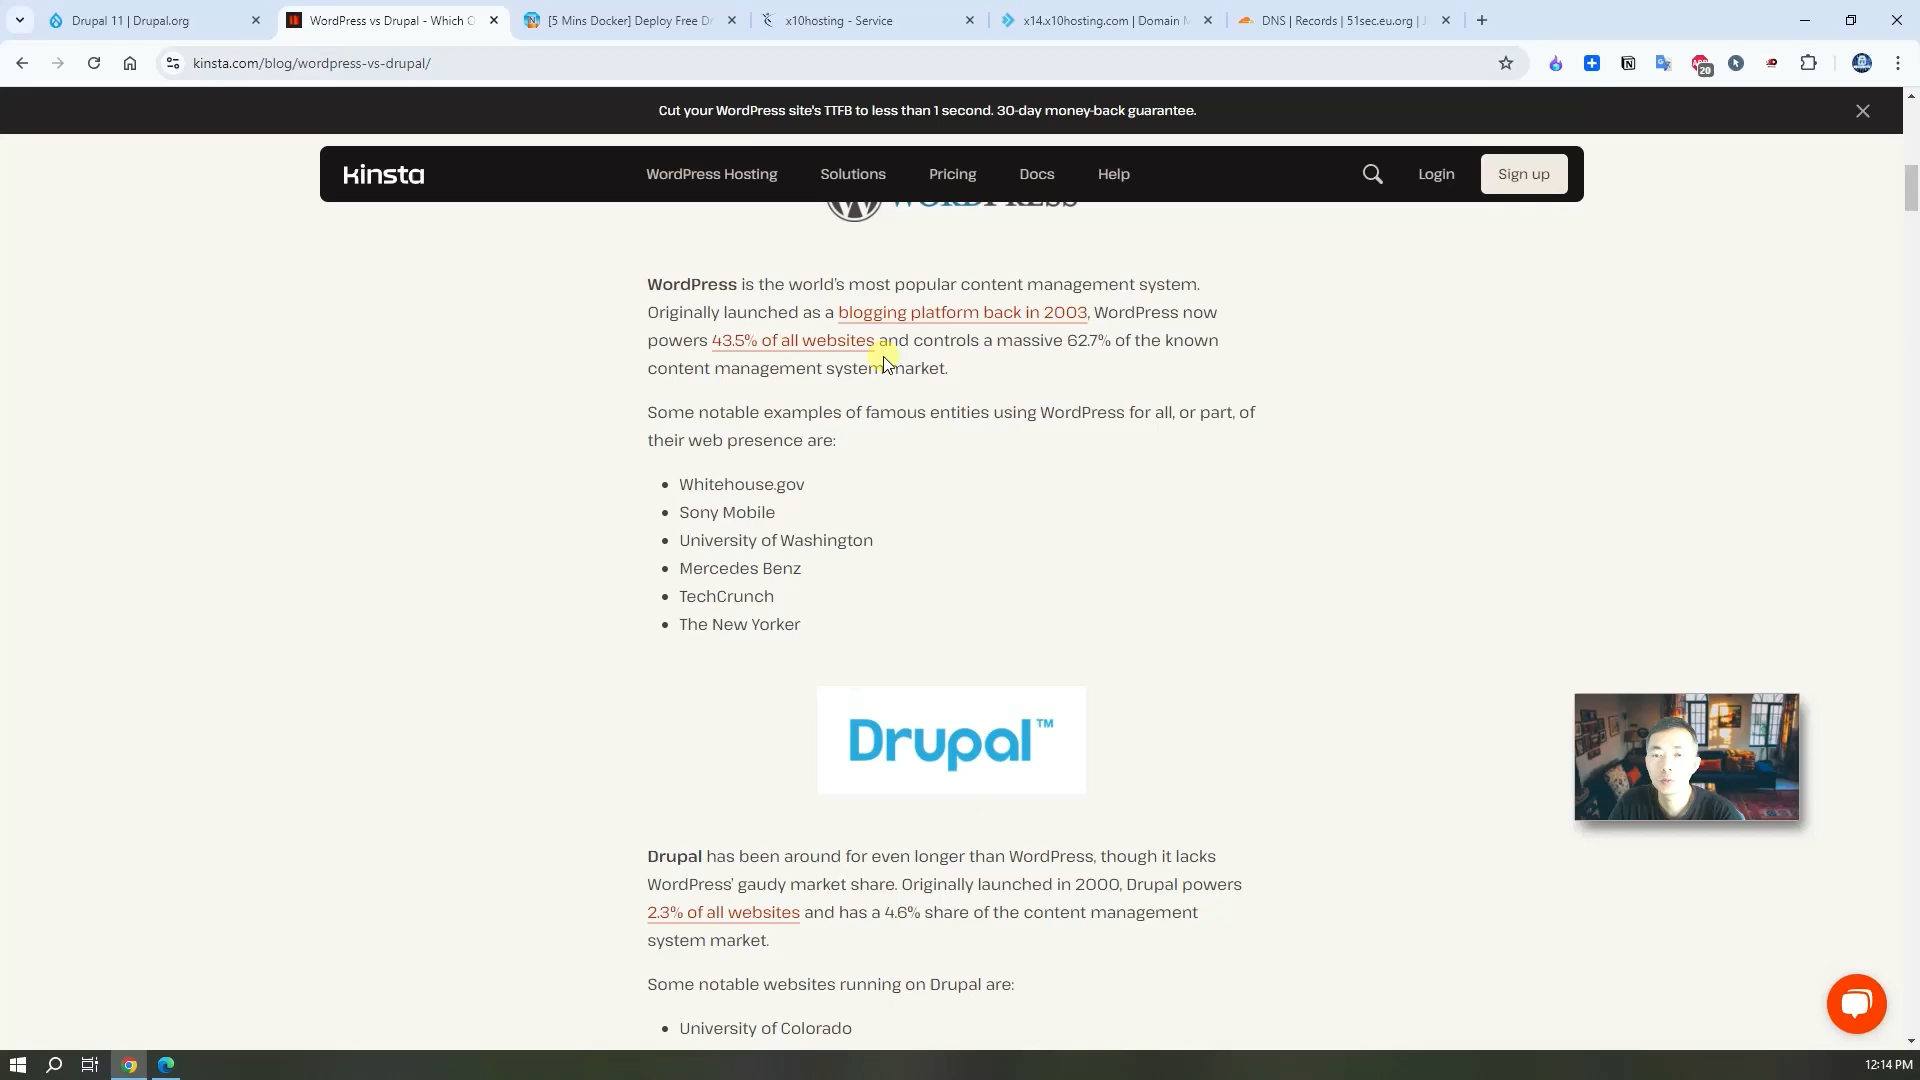 Drupal 11 | Drupal.org
WordPress vs Drupal - Which O
[5 Mins Docker] Deploy Free Dr
x10hosting - Service
x14.x10hosting.com | Domain M
DNS | Records | 51sec.eu.org | J
kinsta.com/blog/wordpress-vs-drupal/
20
Cut your WordPress site's TTFB to less than 1 second. 30-day money-back guarantee.
Kinsta
WordPress Hosting
Solutions
Pricing
Docs
Help
Login
Sign up
WORDPRESS
WordPress is the world's most popular content management system.
Originally launched as a blogging platform back in 2003, WordPress now
powers 43.5% of all websites and controls a massive 62.7% of the known
content management system market.
Some notable examples of famous entities using WordPress for all, or part, of
their web presence are:
• Whitehouse.gov
• Sony Mobile
• University of Washington
• Mercedes Benz
• TechCrunch
• The New Yorker
Drupal™
Drupal has been around for even longer than WordPress, though it lacks
WordPress' gaudy market share. Originally launched in 2000, Drupal powers
2.3% of all websites and has a 4.6% share of the content management
system market.
Some notable websites running on Drupal are:
• University of Colorado
12:14 PM